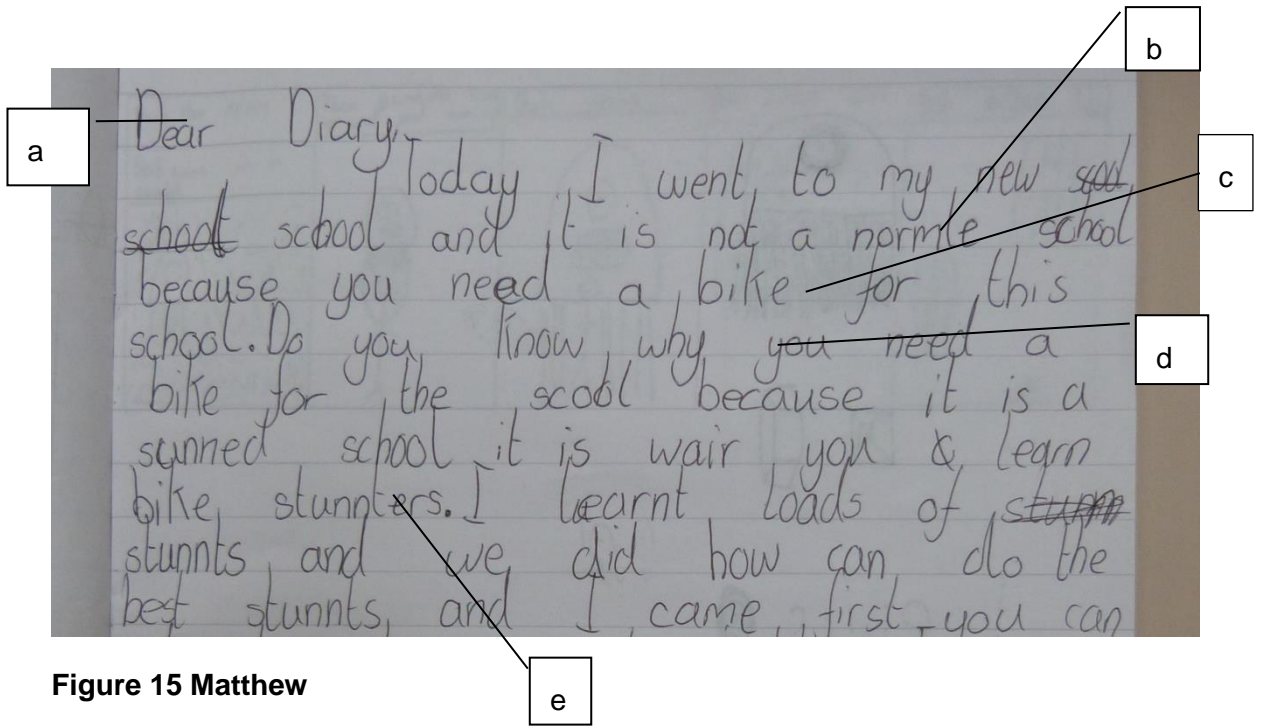 Dear Diary,
Today I went to my new scool
school school and it is not a normle school
because you need a bike for this
school. Do you know why you need a
bike for the scool because it is a
sunned school it is wair you & learn
bike stunnters. I learnt loads of stunn
stunnts and we did how can do the
best stunnts, and I came first you can
a
b
c
d
e
Figure 15 Matthew